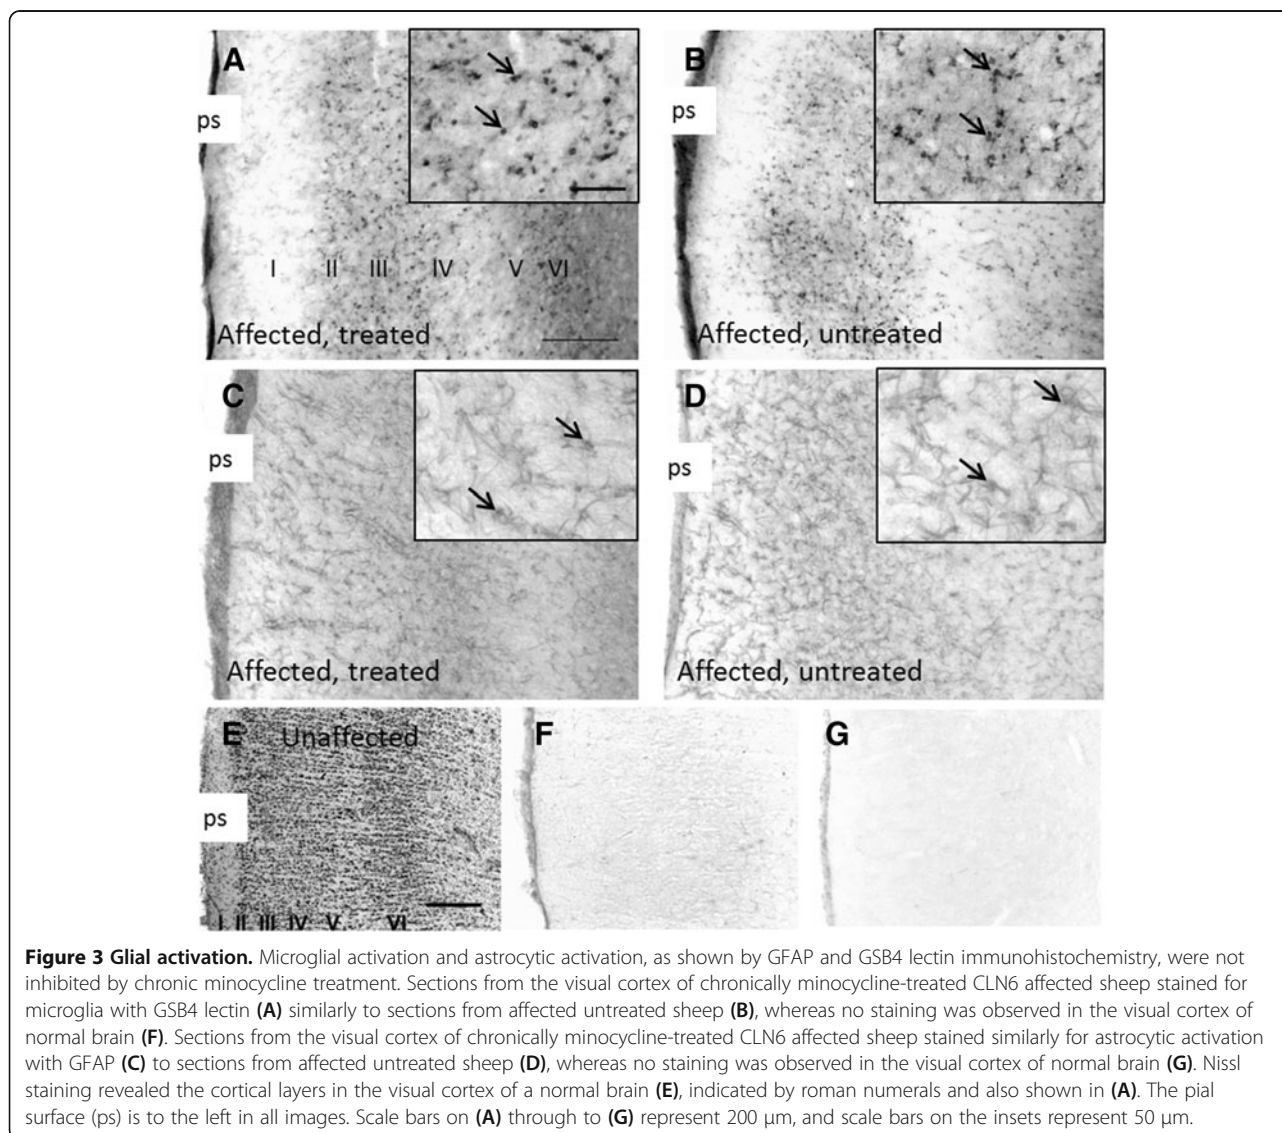 A
ps
I II III IV V VI
Affected, treated
B
ps
Affected, untreated
C
ps
Affected, treated
D
ps
Affected, untreated
E
Unaffected
ps
I II III IV V VI
F
G
Figure 3 Glial activation. Microglial activation and astrocytic activation, as shown by GFAP and GSB4 lectin immunohistochemistry, were not
inhibited by chronic minocycline treatment. Sections from the visual cortex of chronically minocycline-treated CLN6 affected sheep stained for
microglia with GSB4 lectin (A) similarly to sections from affected untreated sheep (B), whereas no staining was observed in the visual cortex of
normal brain (F). Sections from the visual cortex of chronically minocycline-treated CLN6 affected sheep stained similarly for astrocytic activation
with GFAP (C) to sections from affected untreated sheep (D), whereas no staining was observed in the visual cortex of normal brain (G). Nissl
staining revealed the cortical layers in the visual cortex of a normal brain (E), indicated by roman numerals and also shown in (A). The pial
surface (ps) is to the left in all images. Scale bars on (A) through to (G) represent 200 μm, and scale bars on the insets represent 50 μm.